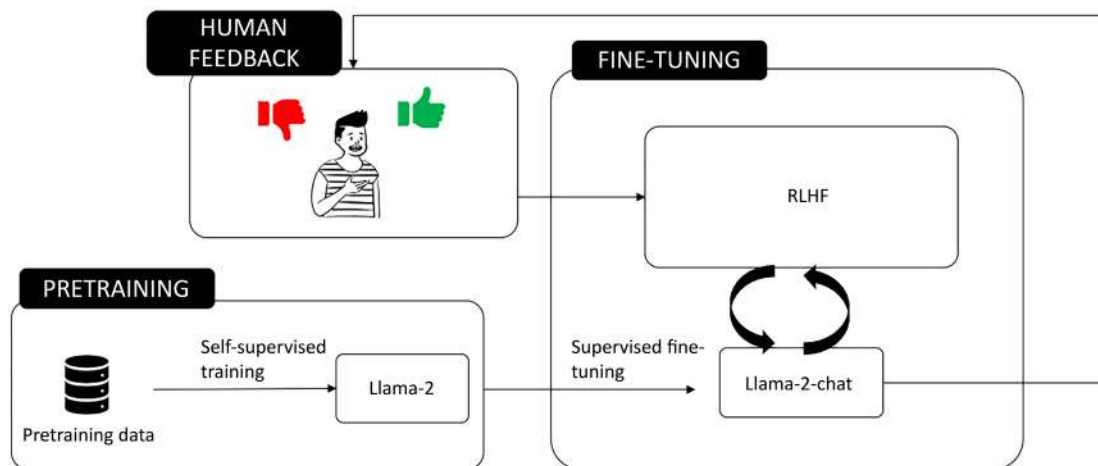 HUMAN
FEEDBACK
FINE-TUNING
RLHF
PRETRAINING
Self-supervised
training
Llama-2
Pretraining data
Supervised fine-
tuning
Llama-2-chat